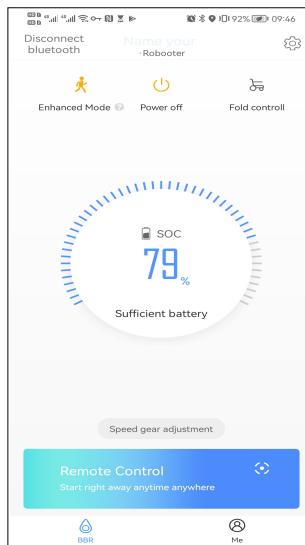 92% 09:46
Disconnect
bluetooth
Name your
-Robooter
Enhanced Mode ?
Power off
Fold controll
SOC
79%
Sufficient battery
Speed gear adjustment
Remote Control
Start right away anytime anywhere
BBR
Me